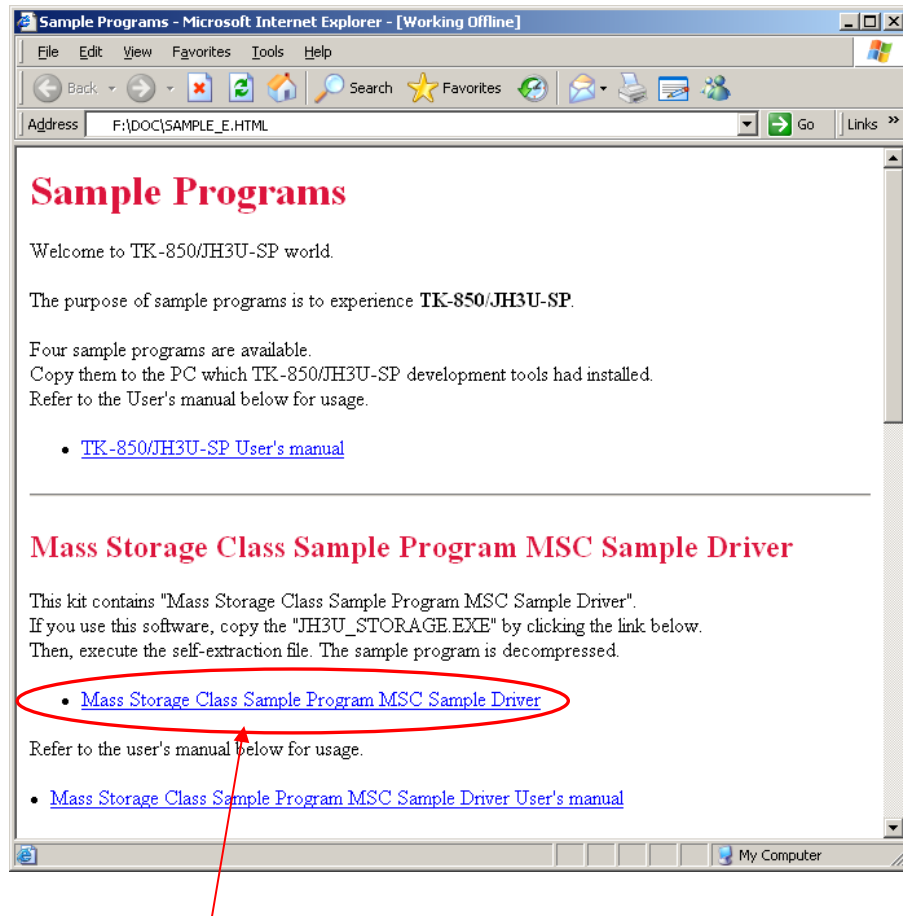 Sample Programs - Microsoft Internet Explorer - [Working Offline]
File Edit View Favorites Tools Help
Back Search Favorites
Address F:\DOC\SAMPLE_E.HTML Go Links »
Sample Programs
Welcome to TK-850/JH3U-SP world.
The purpose of sample programs is to experience TK-850/JH3U-SP.
Four sample programs are available.
Copy them to the PC which TK-850/JH3U-SP development tools had installed.
Refer to the User's manual below for usage.
• TK-850/JH3U-SP User's manual
Mass Storage Class Sample Program MSC Sample Driver
This kit contains "Mass Storage Class Sample Program MSC Sample Driver".
If you use this software, copy the "JH3U_STORAGE.EXE" by clicking the link below.
Then, execute the self-extraction file. The sample program is decompressed.
• Mass Storage Class Sample Program MSC Sample Driver
Refer to the user's manual below for usage.
• Mass Storage Class Sample Program MSC Sample Driver User's manual
My Computer